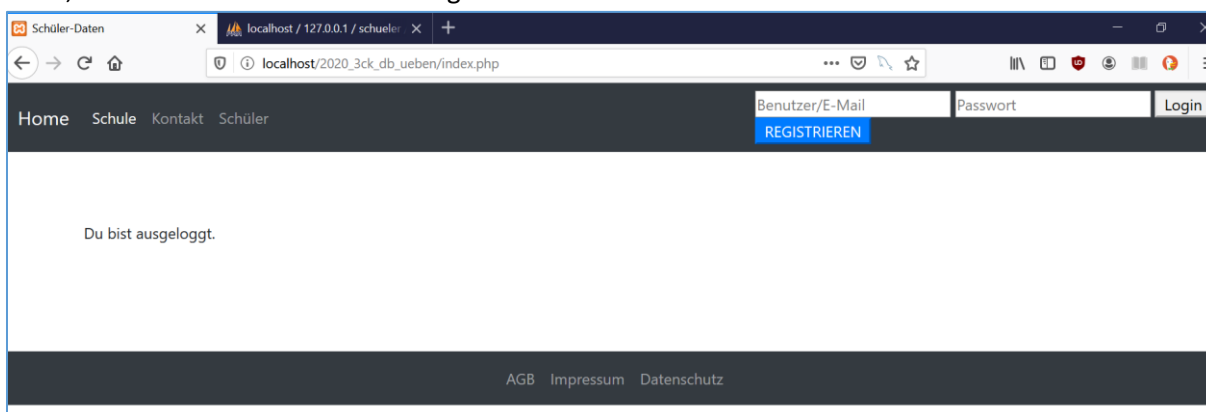 Schüler-Daten localhost / 127.0.0.1 / schueler
localhost/2020_3ck_db_ueben/index.php
Home Schule Kontakt Schüler Benutzer/E-Mail Passwort Login
REGISTRIEREN
Du bist ausgeloggt.
AGB Impressum Datenschutz